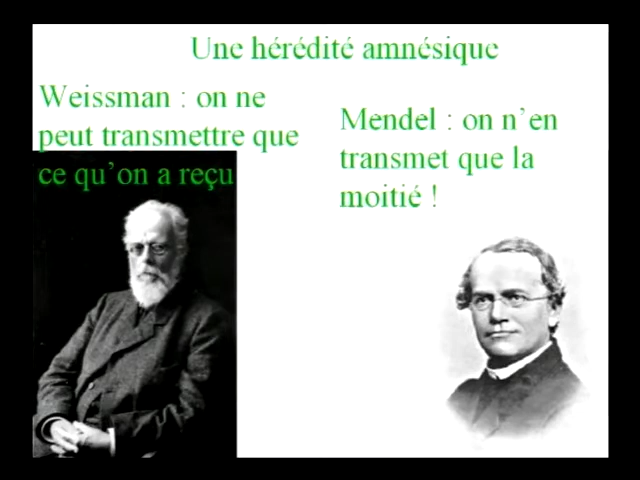 Une hérédité amnésique
Weissman : on ne
peut transmettre que
ce qu'on a reçu
Mendel : on n'en
transmet que la
moitié !